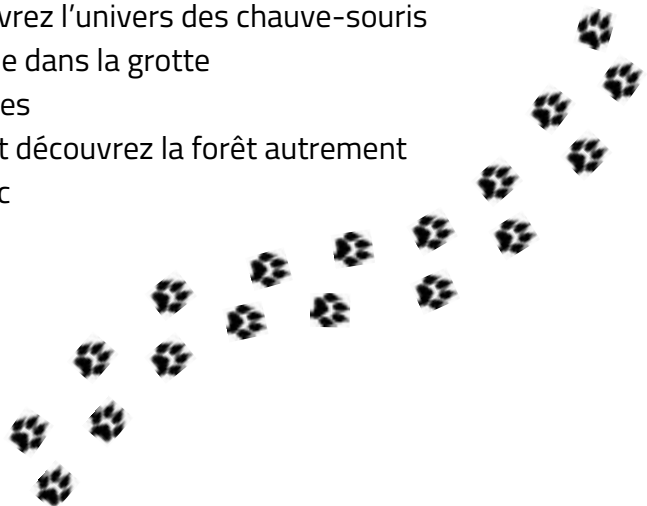 vrez l’univers des chauve-souris
e dans la grotte
es
t découvrez la forêt autrement
c